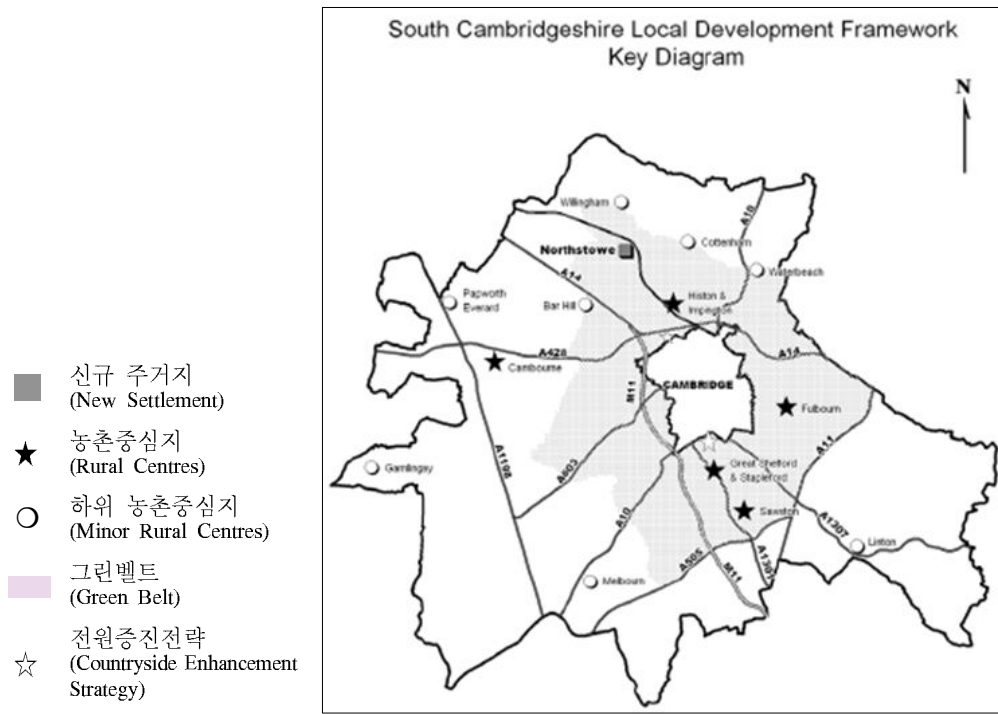 South Cambridgeshire Local Development Framework
Key Diagram
N
Willingham
A10
Northstowe
Cottenham
Waterbeach
A14
Papworth
Everard
Bar Hill
Histon &
Impington
A428
A14
Cambourne
M11
CAMBRIDGE
Fulbourn
A11
Gamlingay
A1198
A603
Great Shelford
& Stapleford
A10
Sawston
A1307
Linton
A505
M11
A1301
Melbourn
신규 주거지
(New Settlement)
농촌중심지
(Rural Centres)
하위 농촌중심지
(Minor Rural Centres)
그린벨트
(Green Belt)
전원증진전략
(Countryside Enhancement
Strategy)